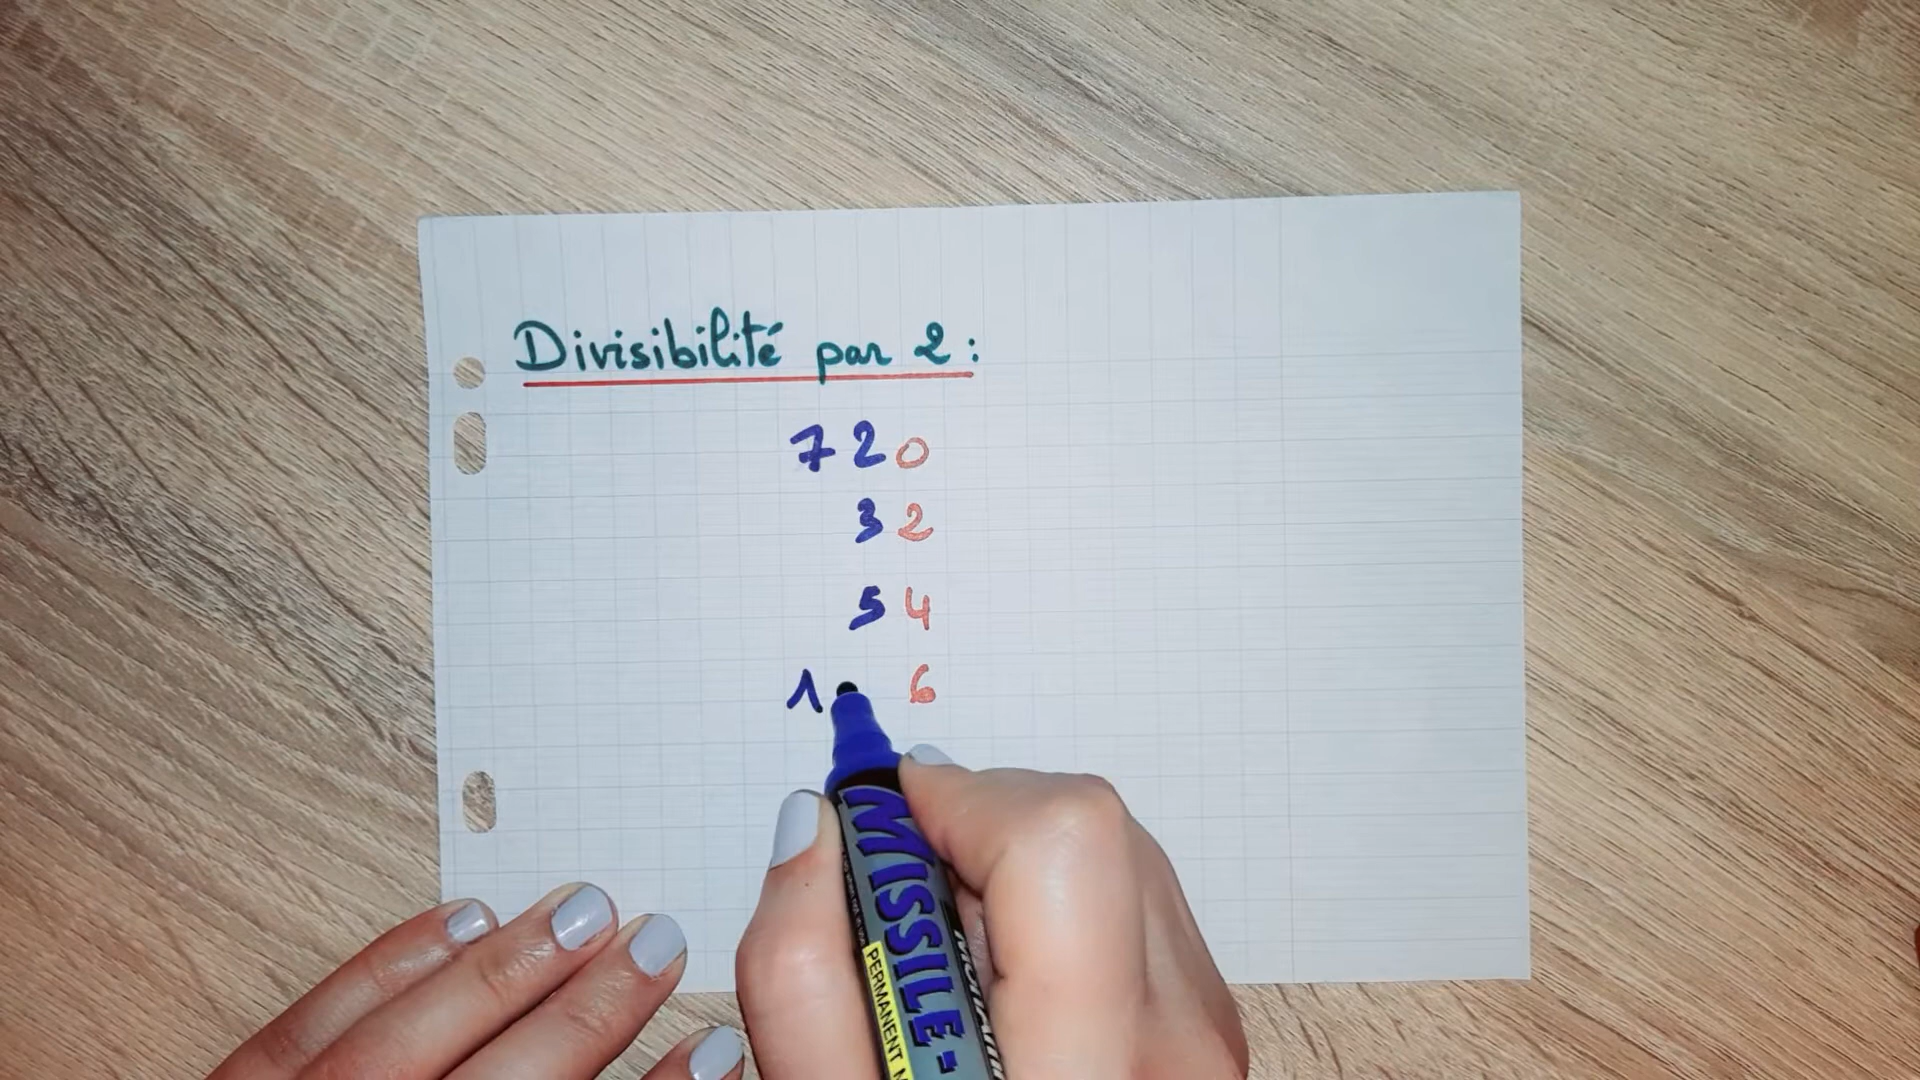 Divisibilité par 2 :
720
32
54
1 6
MISSILE-
PERMANENT